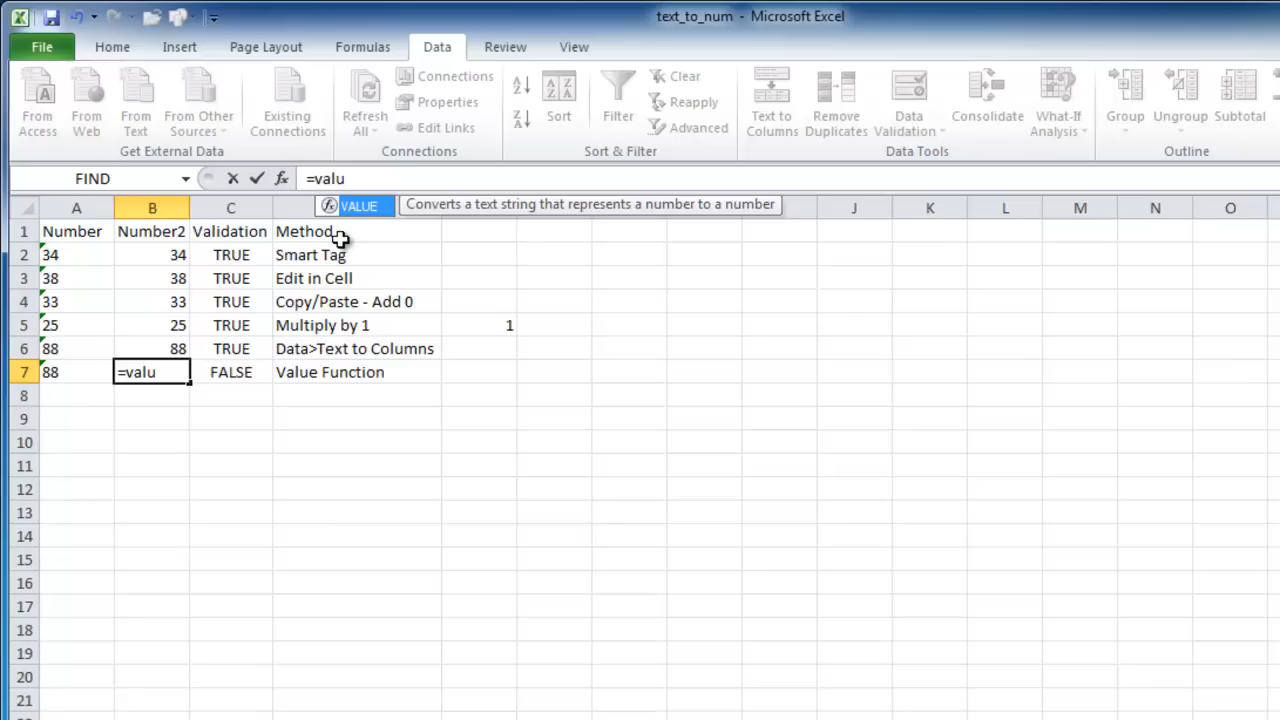 text_to_num - Microsoft Excel
File Home Insert Page Layout Formulas Data Review View
From Access From Web From Text From Other Sources Existing Connections Refresh All Connections Properties Edit Links Sort Filter Clear Reapply Advanced Text to Columns Remove Duplicates Data Validation Consolidate What-If Analysis Group Ungroup Subtotal
Get External Data Connections Sort & Filter Data Tools Outline
FIND fx =valu
VALUE Converts a text string that represents a number to a number
A B C J K L M N O
1 Number Number2 Validation Method
2 34 34 TRUE Smart Tag
3 38 38 TRUE Edit in Cell
4 33 33 TRUE Copy/Paste - Add 0
5 25 25 TRUE Multiply by 1 1
6 88 88 TRUE Data>Text to Columns
7 88 =valu FALSE Value Function
8
9
10
11
12
13
14
15
16
17
18
19
20
21